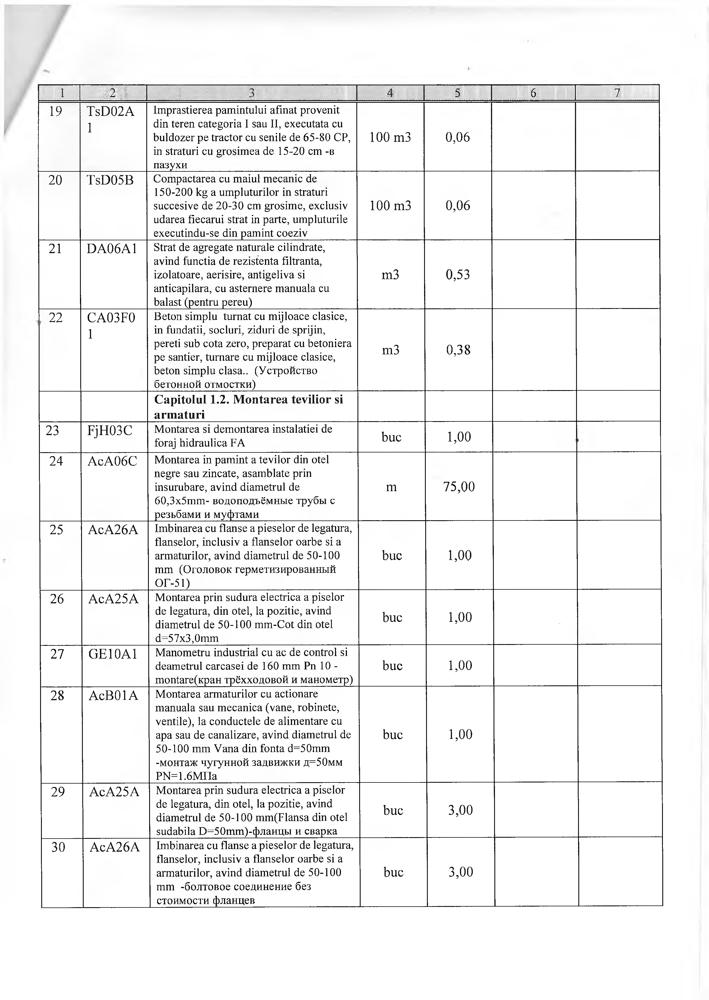 1 2 3 4 5 6 7
19 TsD02A Imprastierea pamintului afinat provenit
1 din teren categoria I sau II, executata cu
buldozer pe tractor cu senile de 65-80 CP, 100 m3 0,06
in straturi cu grosimea de 15-20 cm -в
пазухи
20 TsD05B Compactarea cu maiul mecanic de
150-200 kg a umpluturilor in straturi
succesive de 20-30 cm grosime, exclusiv 100 m3 0,06
udarea fiecarui strat in parte, umpluturile
executindu-se din pamint coeziv
21 DA06A1 Strat de agregate naturale cilindrate,
avind functia de rezistenta filtranta,
izolatoare, aerisire, antigeliva si m3 0,53
anticapilara, cu asternere manuala cu
balast (pentru pereu)
22 CA03F0 Beton simplu turnat cu mijloace clasice,
1 in fundatii, socluri, ziduri de sprijin,
pereti sub cota zero, preparat cu betoniera m3 0,38
pe santier, turnare cu mijloace clasice,
beton simplu clasa.. (Устройство
бетонной отмостки)
Capitolul 1.2. Montarea tevilior si
armaturi
23 FjH03C Montarea si demontarea instalatiei de buc 1,00
foraj hidraulica FA
24 AcA06C Montarea in pamint a tevilor din otel
negre sau zincate, asamblate prin
insurubare, avind diametrul de m 75,00
60,3x5mm- водоподъёмные трубы с
резьбами и муфтами
25 AcA26A Imbinarea cu flanse a pieselor de legatura,
flanselor, inclusiv a flanselor oarbe si a
armaturilor, avind diametrul de 50-100 buc 1,00
mm (Оголовок герметизированный
ОГ-51)
26 AcA25A Montarea prin sudura electrica a piselor
de legatura, din otel, la pozitie, avind buc 1,00
diametrul de 50-100 mm-Cot din otel
d=57x3,0mm
27 GE10A1 Manometru industrial cu ac de control si
deametrul carcasei de 160 mm Pn 10 - buc 1,00
montare(кран трёхходовой и манометр)
28 AcB01A Montarea armaturilor cu actionare
manuala sau mecanica (vane, robinete,
ventile), la conductele de alimentare cu
apa sau de canalizare, avind diametrul de buc 1,00
50-100 mm Vana din fonta d=50mm
-монтаж чугунной задвижки д=50мм
PN=1.6МПа
29 AcA25A Montarea prin sudura electrica a piselor
de legatura, din otel, la pozitie, avind buc 3,00
diametrul de 50-100 mm(Flansa din otel
sudabila D=50mm)-фланцы и сварка
30 AcA26A Imbinarea cu flanse a pieselor de legatura,
flanselor, inclusiv a flanselor oarbe si a
armaturilor, avind diametrul de 50-100 buc 3,00
mm -болтовое соединение без
стоимости фланцев